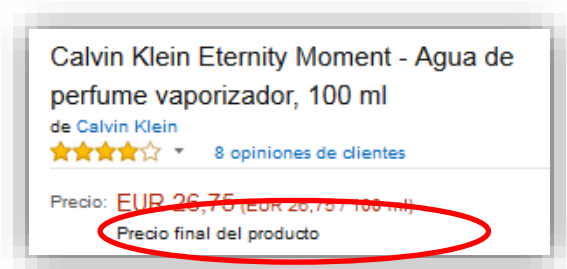 Calvin Klein Eternity Moment - Agua de
perfume vaporizador, 100 ml
de Calvin Klein
8 opiniones de clientes
Precio: EUR 26,75 (EUR 26,75 / 100 ml)
Precio final del producto